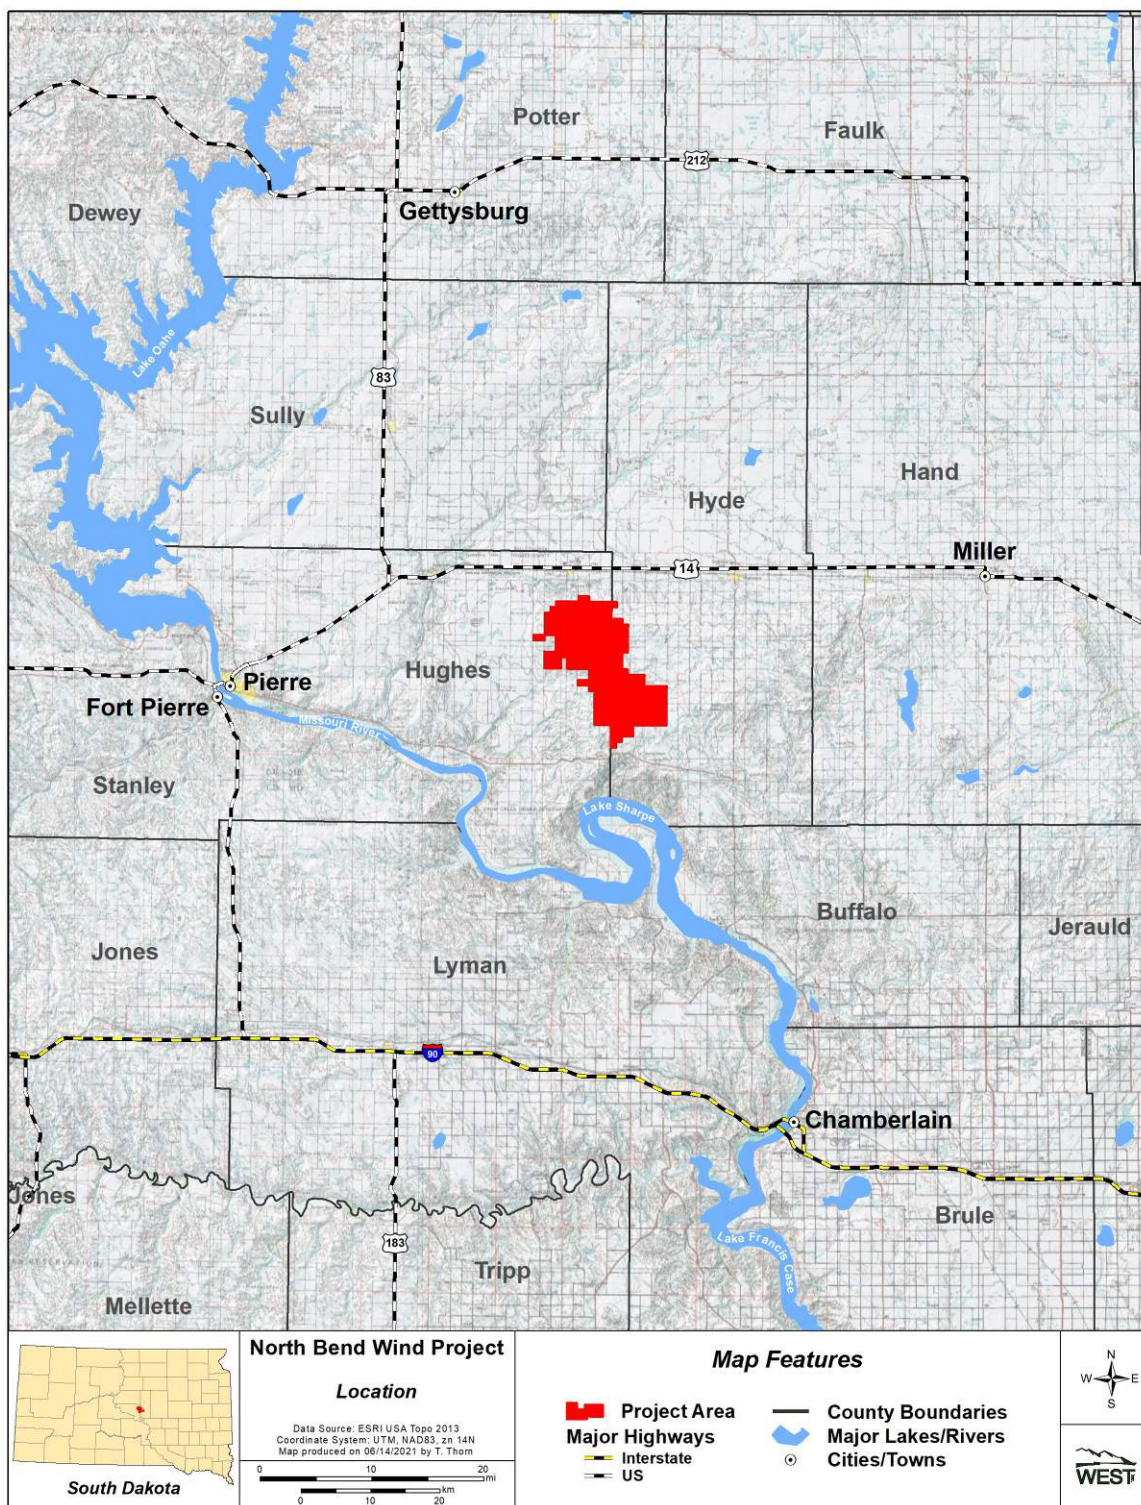 Potter
Faulk
212
Dewey
Gettysburg
Lake Oahe
83
Sully
Hand
Hyde
Miller
14
Hughes
Pierre
Fort Pierre
Missouri River
Stanley
Lake Sharpe
Buffalo
Jerauld
Jones
Lyman
90
Chamberlain
Jones
Brule
183
Lake Francis Case
Tripp
Mellette
South Dakota
North Bend Wind Project
Location
Data Source: ESRI USA Topo 2013
Coordinate System: UTM, NAD83, zn 14N
Map produced on 06/14/2021 by T. Thorn
0 10 20
mi
km
0 10 20
Map Features
Project Area
Major Highways
Interstate
US
County Boundaries
Major Lakes/Rivers
Cities/Towns
N
W E
S
WEST